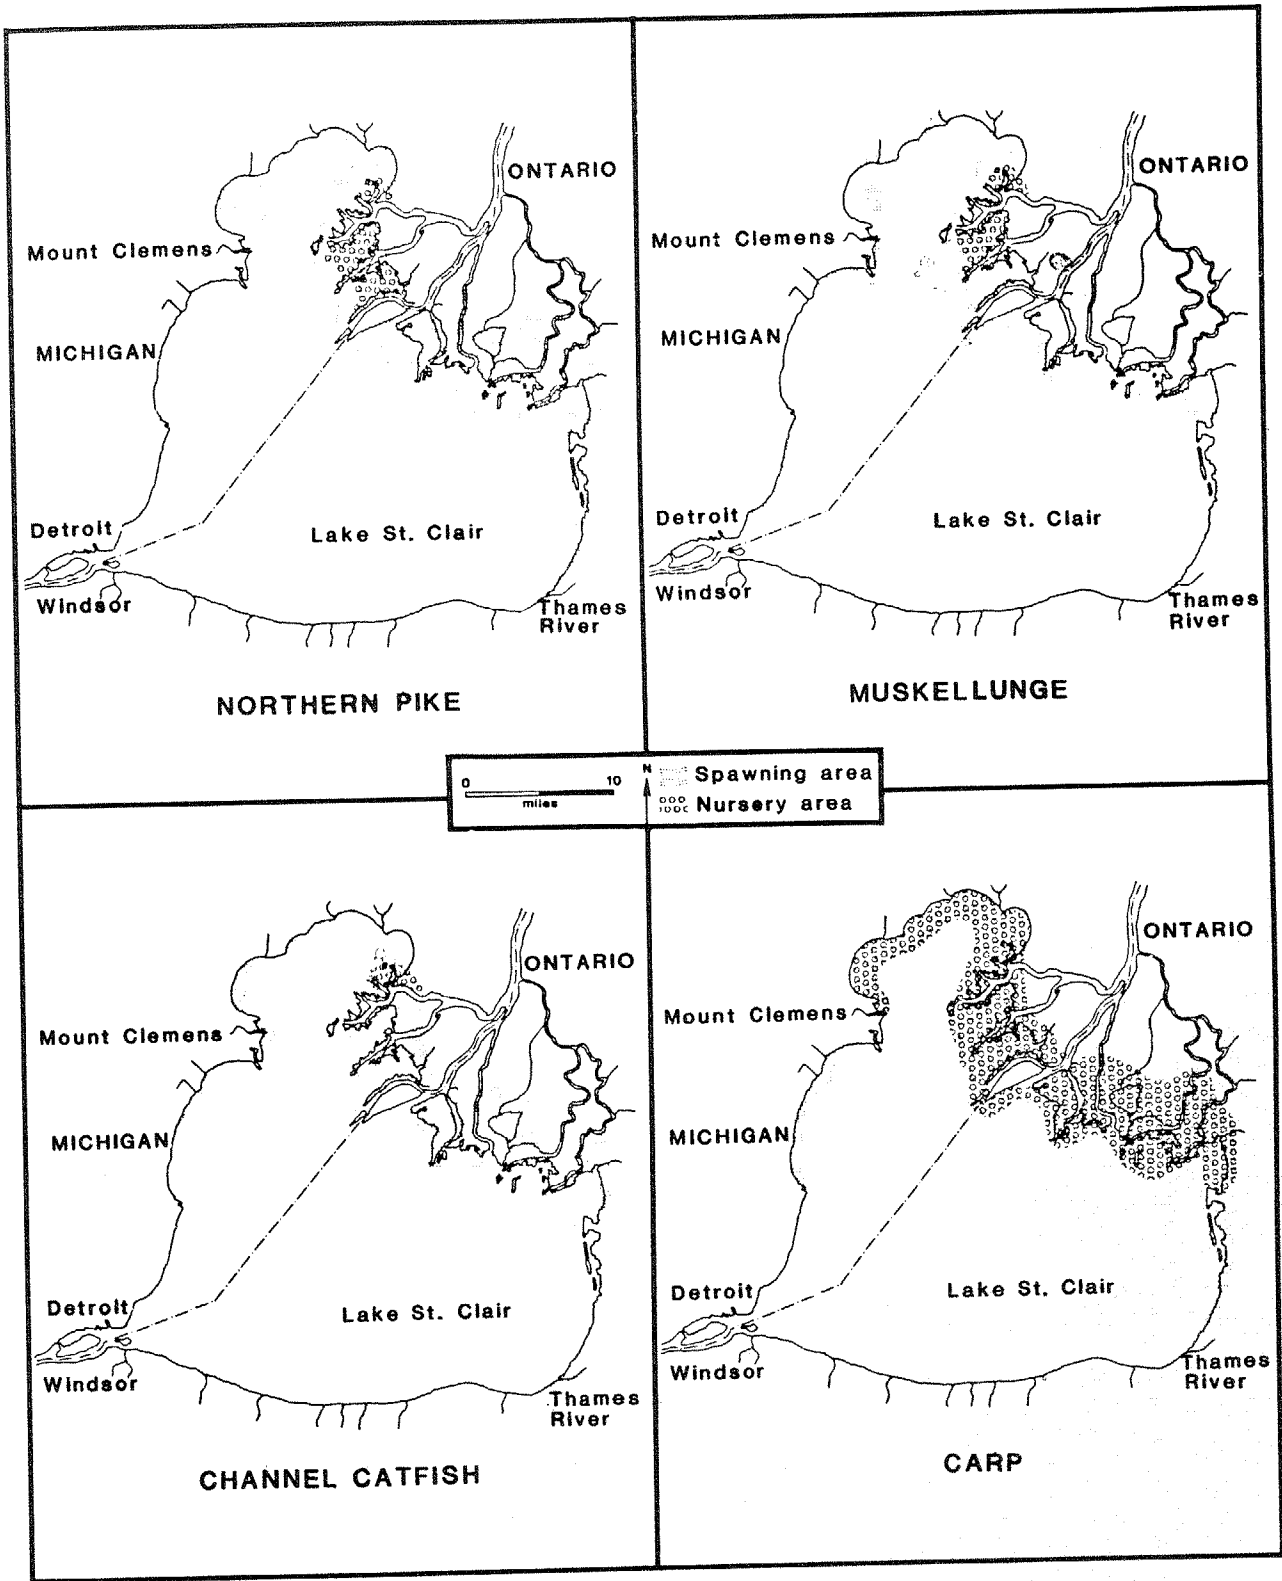 ONTARIO
Mount Clemens
MICHIGAN
Detroit
Lake St. Clair
Windsor
Thames
River
NORTHERN PIKE
ONTARIO
Mount Clemens
MICHIGAN
Detroit
Lake St. Clair
Windsor
Thames
River
MUSKELLUNGE
0 10
miles
N
Spawning area
Nursery area
ONTARIO
Mount Clemens
MICHIGAN
Detroit
Lake St. Clair
Windsor
Thames
River
CHANNEL CATFISH
ONTARIO
Mount Clemens
MICHIGAN
Detroit
Lake St. Clair
Windsor
Thames
River
CARP